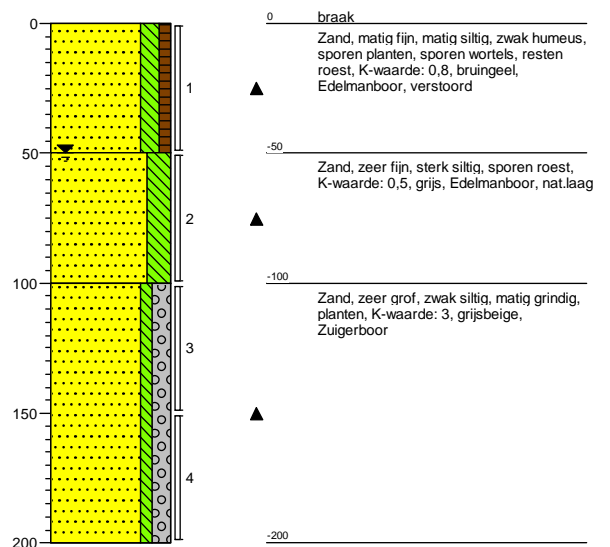 0
50
100
150
200
1
2
3
4
0
braak
Zand, matig fijn, matig siltig, zwak humeus,
sporen planten, sporen wortels, resten
roest, K-waarde: 0,8, bruingeel,
Edelmanboor, verstoord
-50
Zand, zeer fijn, sterk siltig, sporen roest,
K-waarde: 0,5, grijs, Edelmanboor, nat.laag
-100
Zand, zeer grof, zwak siltig, matig grindig,
planten, K-waarde: 3, grijsbeige,
Zuigerboor
-200